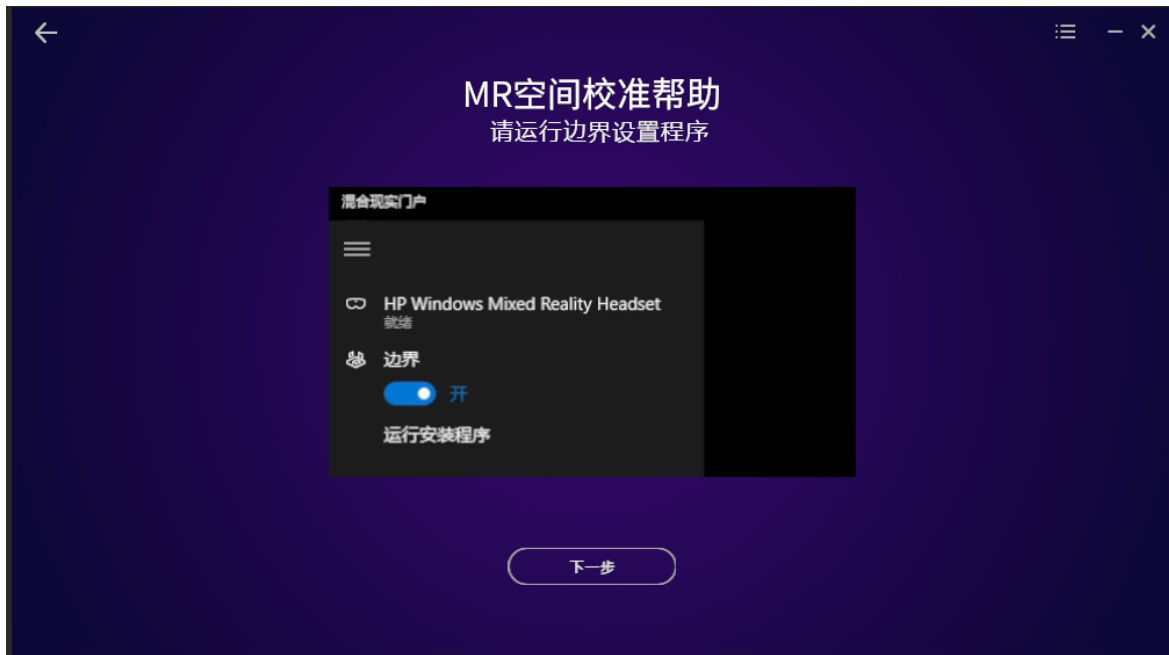 MR空间校准帮助
请运行边界设置程序
混合现实门户
HP Windows Mixed Reality Headset
就绪
边界
开
运行安装程序
下一步